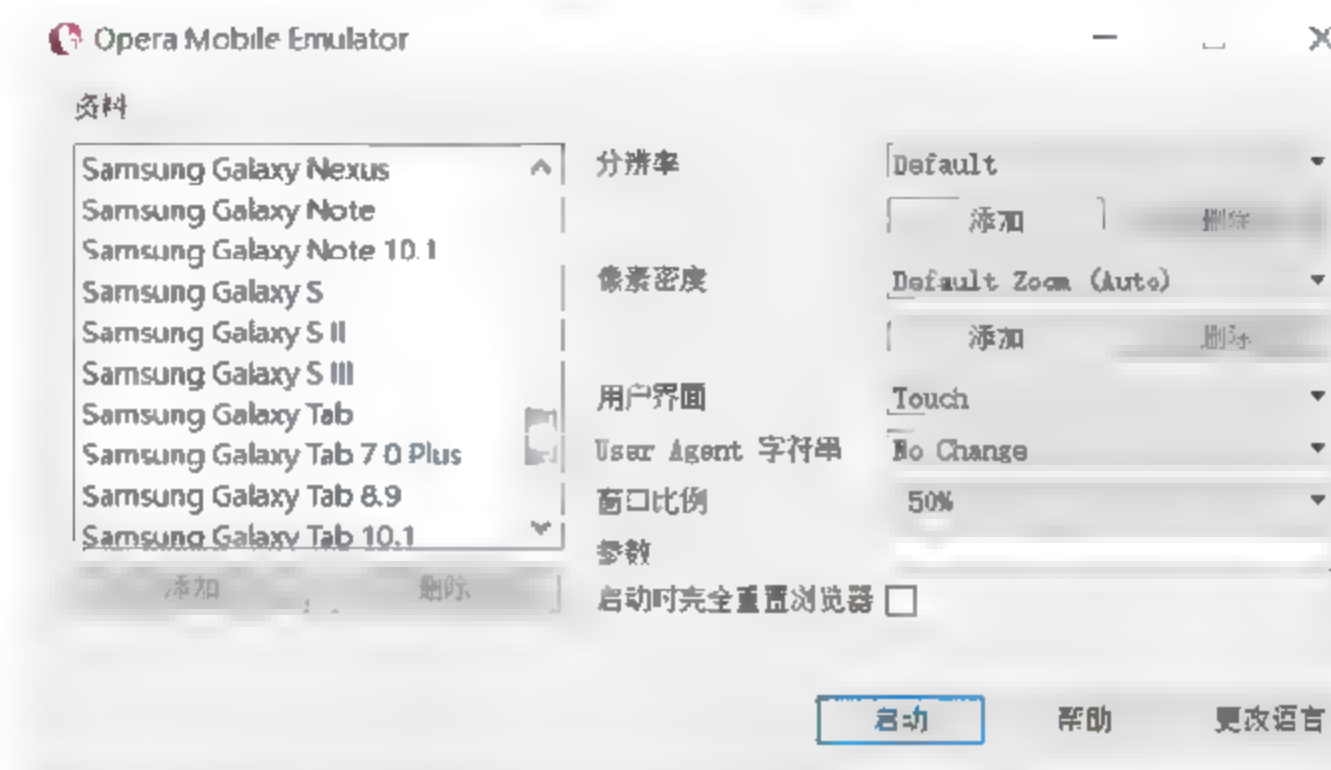 Opera Mobile Emulator
资料
Samsung Galaxy Nexus
Samsung Galaxy Note
Samsung Galaxy Note 10.1
Samsung Galaxy S
Samsung Galaxy S II
Samsung Galaxy S III
Samsung Galaxy Tab
Samsung Galaxy Tab 7.0 Plus
Samsung Galaxy Tab 8.9
Samsung Galaxy Tab 10.1
添加 删除
分辨率 Default
添加 删除
像素密度 Default Zoom (Auto)
添加 删除
用户界面 Touch
User Agent 字符串 No Change
窗口比例 50%
参数
启动时完全重置浏览器
启动 帮助 更改语言